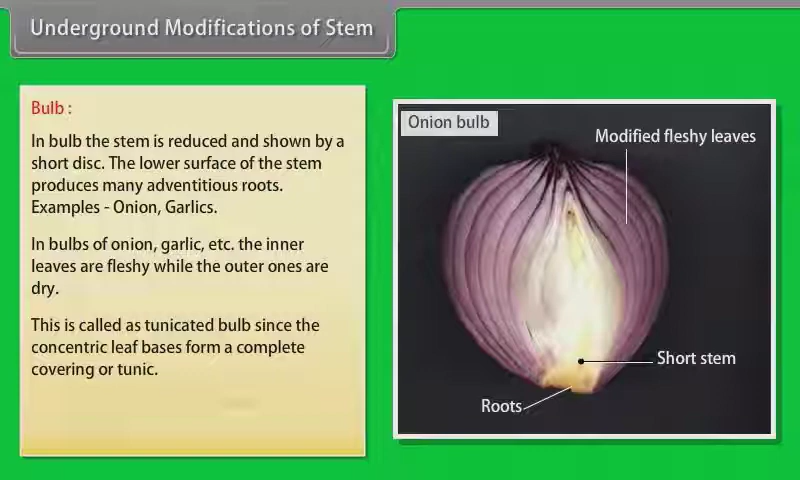 Underground Modifications of Stem
Bulb :
In bulb the stem is reduced and shown by a
short disc. The lower surface of the stem
produces many adventitious roots.
Examples - Onion, Garlics.
In bulbs of onion, garlic, etc. the inner
leaves are fleshy while the outer ones are
dry.
This is called as tunicated bulb since the
concentric leaf bases form a complete
covering or tunic.
Onion bulb
Modified fleshy leaves
Short stem
Roots